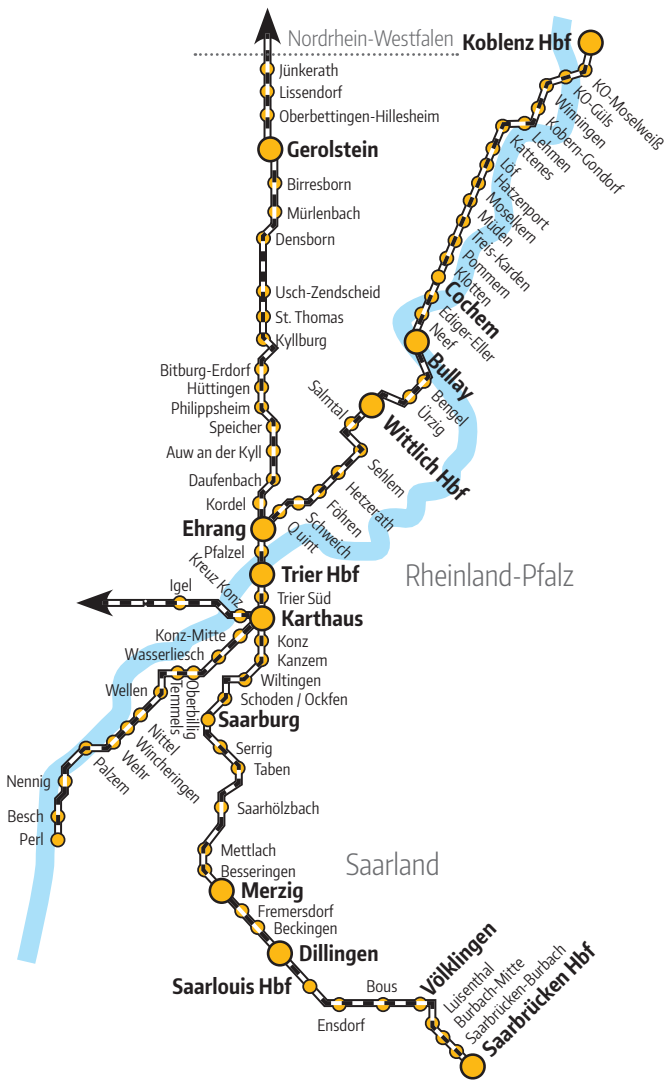 Nordrhein-Westfalen
Koblenz Hbf
KO-Moselweiß
KO-Güls
Winningen
Kobern-Gondorf
Lehmen
Kattenes
Löf
Hatzenport
Moselkern
Müden
Treis-Karden
Pommern
Klotten
Cochem
Ediger-Eller
Neef
Bullay
Bengel
Ürzig
Wittlich Hbf
Salmtal
Sehlem
Hetzerath
Föhren
Schweich
Quint
Jünkerath
Lissendorf
Oberbettingen-Hillesheim
Gerolstein
Birresborn
Mürlenbach
Densborn
Usch-Zendscheid
St. Thomas
Kyllburg
Bitburg-Erdorf
Hüttingen
Philippsheim
Speicher
Auw an der Kyll
Daufenbach
Kordel
Ehrang
Pfalzel
Trier Hbf
Rheinland-Pfalz
Trier Süd
Igel
Kreuz Konz
Karthaus
Konz-Mitte
Wasserliesch
Oberbillig
Temmels
Wellen
Nittel
Wincheringen
Wehr
Palzem
Nennig
Besch
Perl
Konz
Kanzem
Wiltingen
Schoden / Ockfen
Saarburg
Serrig
Taben
Saarhölzbach
Mettlach
Besseringen
Saarland
Merzig
Fremersdorf
Beckingen
Dillingen
Saarlouis Hbf
Ensdorf
Bous
Völklingen
Luisenthal
Burbach-Mitte
Saarbrücken-Burbach
Saarbrücken Hbf